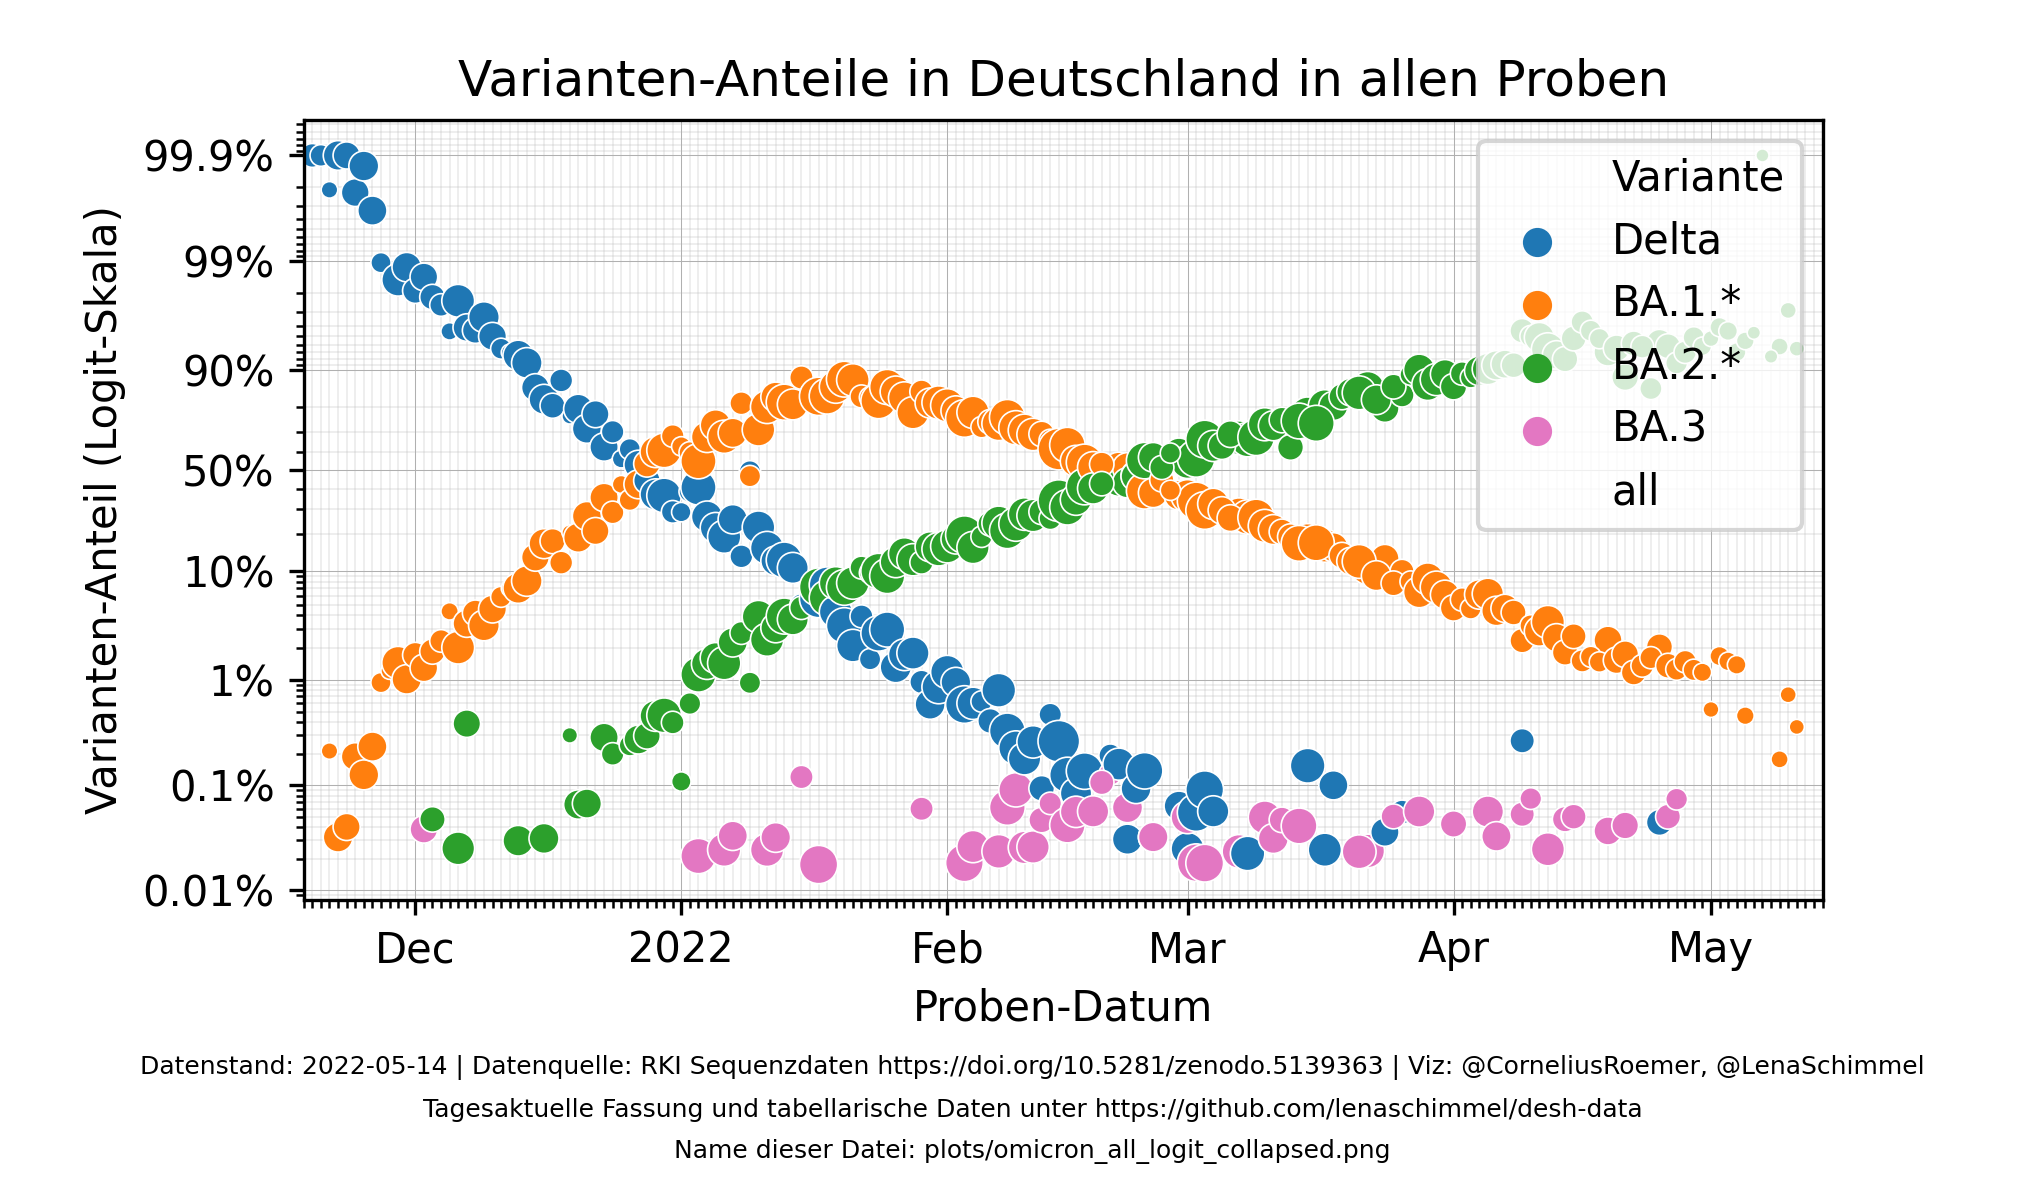 Varianten-Anteile in Deutschland in allen Proben
Varianten-Anteil (Logit-Skala)
99.9%
99%
90%
50%
10%
1%
0.1%
0.01%
Variante
Delta
BA.1.*
BA.2.*
BA.3
all
Dec
2022
Feb
Mar
Apr
May
Proben-Datum
Datenstand: 2022-05-14 | Datenquelle: RKI Sequenzdaten https://doi.org/10.5281/zenodo.5139363 | Viz: @CorneliusRoemer, @LenaSchimmel
Tagesaktuelle Fassung und tabellarische Daten unter https://github.com/lenaschimmel/desh-data
Name dieser Datei: plots/omicron_all_logit_collapsed.png